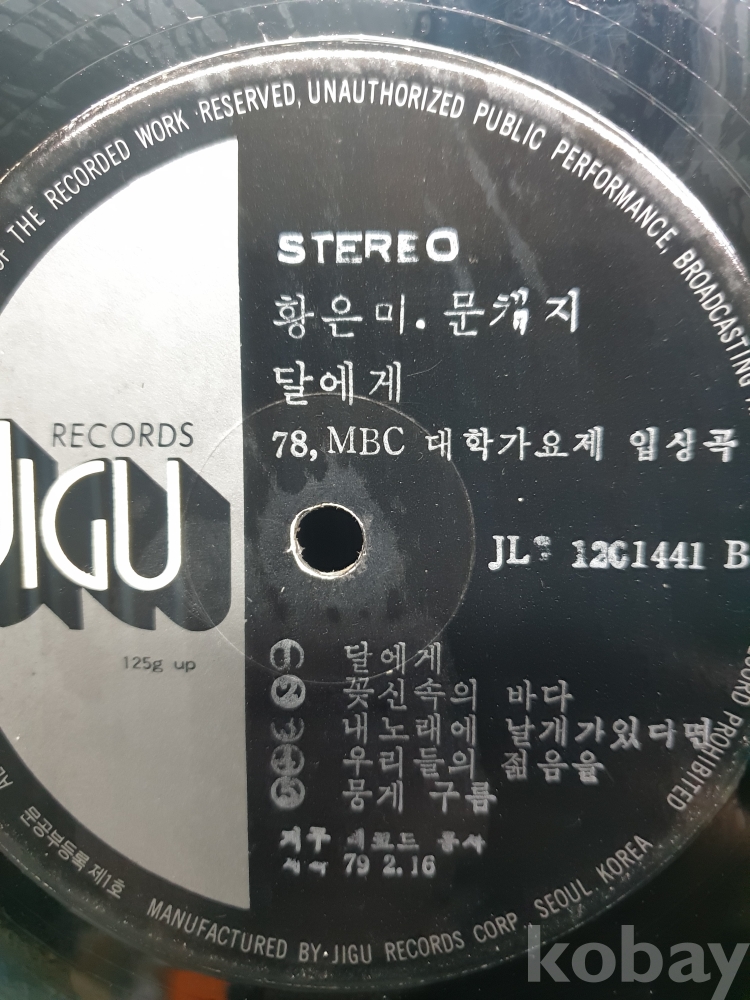 OF THE RECORDED WORK RESERVED, UNAUTHORIZED PUBLIC PERFORMANCE, BROADCASTING
RECORD PROHIBITED
STEREO
황은미. 문채지
달에게
78, MBC 대학가요제 입상곡
RECORDS
JIGU
125g up
1201441 B
① 달에게
② 꽃신속의 바다
③ 내노래에 날개가있다면
④ 우리들의 젊음을
⑤ 뭉게 구름
지구 레코드 공사
79 2.16
문공부등록 제1호
MANUFACTURED BY JIGU RECORDS CORP. SEOUL KOREA
kobay